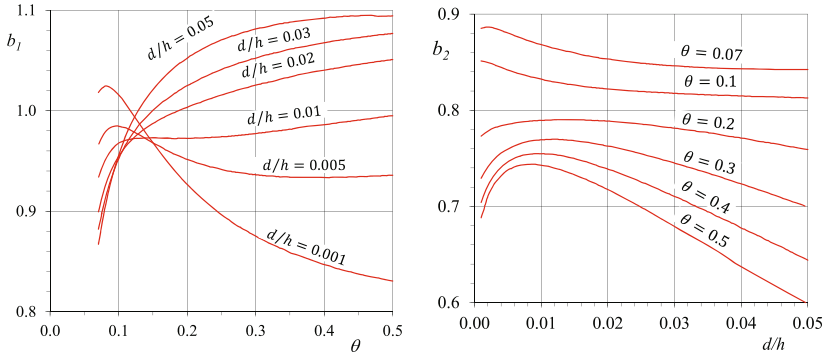 1.1
b1
1.0
0.9
0.8
0.0
0.1
0.2
0.3
0.4
0.5
θ
d/h = 0.05
d/h = 0.03
d/h = 0.02
d/h = 0.01
d/h = 0.005
d/h = 0.001
0.9
b2
0.8
0.7
0.6
0.00
0.01
0.02
0.03
0.04
0.05
d/h
θ = 0.07
θ = 0.1
θ = 0.2
θ = 0.3
θ = 0.4
θ = 0.5